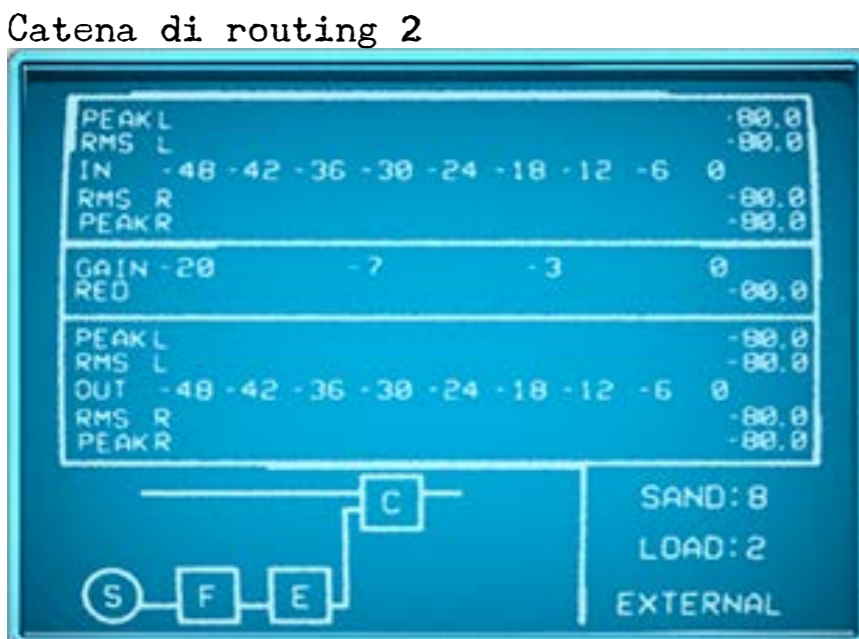 Catena di routing 2
PEAK L -80.0
RMS L -80.0
IN -48 -42 -36 -30 -24 -18 -12 -6 0
RMS R -80.0
PEAK R -80.0
GAIN -20 -7 -3 0
RED -00.0
PEAK L -80.0
RMS L -80.0
OUT -48 -42 -36 -30 -24 -18 -12 -6 0
RMS R -80.0
PEAK R -80.0
C
SAND:8
LOAD:2
S F E
EXTERNAL